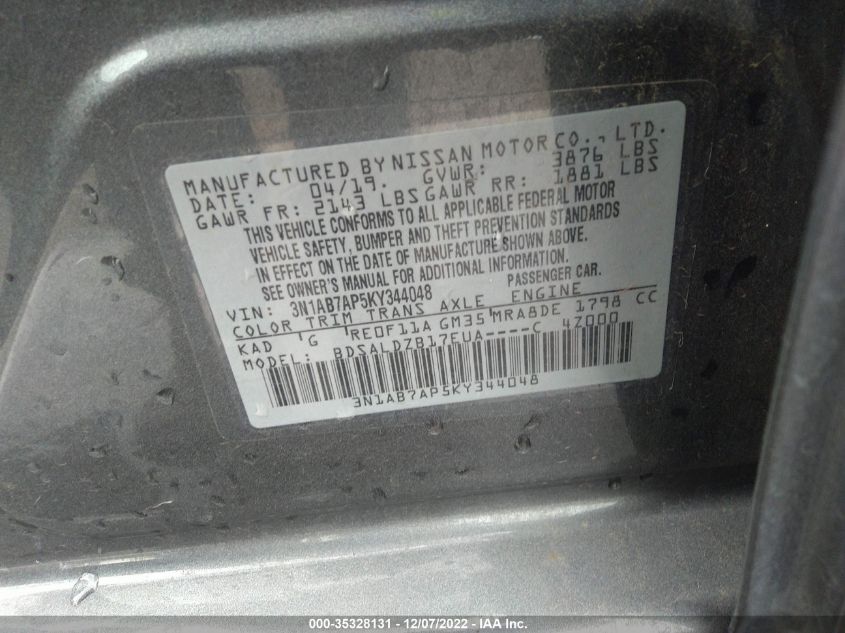 MANUFACTURED BY NISSAN MOTOR CO., LTD.
DATE: 04/19. GVWR: 3876 LBS
GAWR FR: 2143 LBS GAWR RR: 1881 LBS
THIS VEHICLE CONFORMS TO ALL APPLICABLE FEDERAL MOTOR
VEHICLE SAFETY, BUMPER AND THEFT PREVENTION STANDARDS
IN EFFECT ON THE DATE OF MANUFACTURE SHOWN ABOVE.
SEE OWNER'S MANUAL FOR ADDITIONAL INFORMATION.
VIN: 3N1AB7AP5KY344048 PASSENGER CAR.
COLOR TRIM TRANS AXLE ENGINE
KAD G RE0F11A GM35 MRA8DE 1798 CC
MODEL: BDSALDZB17EUA----C 4Z000
3N1AB7AP5KY344048
000-35328131 - 12/07/2022 - IAA Inc.